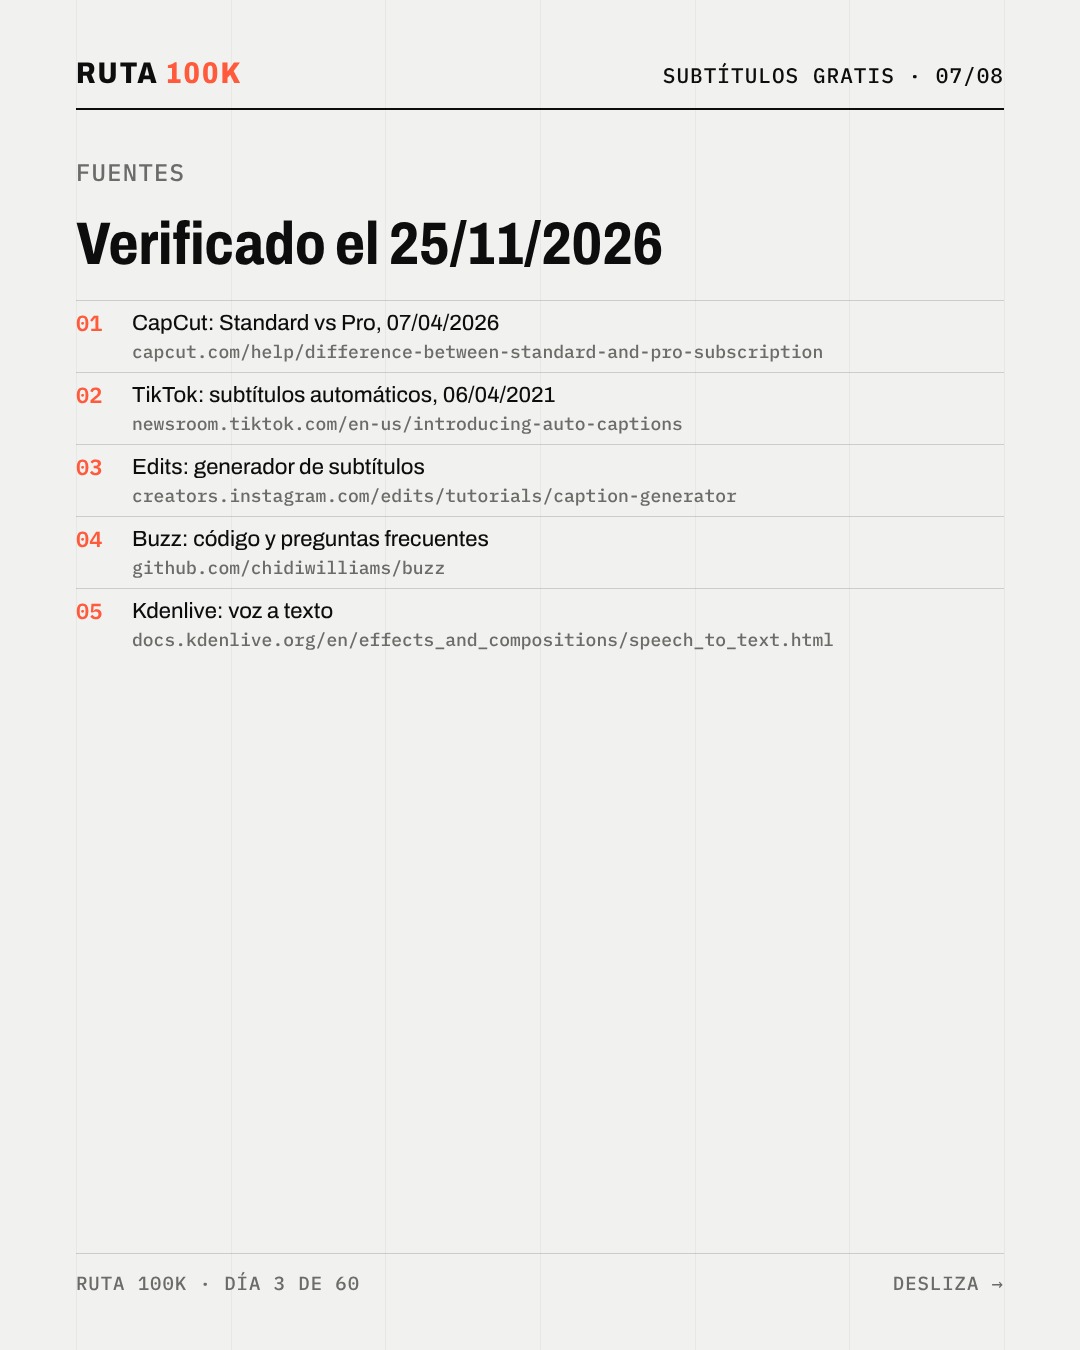 RUTA 100K
SUBTÍTULOS GRATIS · 07/08
FUENTES
Verificado el 25/11/2026
01 CapCut: Standard vs Pro, 07/04/2026
capcut.com/help/difference-between-standard-and-pro-subscription
02 TikTok: subtítulos automáticos, 06/04/2021
newsroom.tiktok.com/en-us/introducing-auto-captions
03 Edits: generador de subtítulos
creators.instagram.com/edits/tutorials/caption-generator
04 Buzz: código y preguntas frecuentes
github.com/chidiwilliams/buzz
05 Kdenlive: voz a texto
docs.kdenlive.org/en/effects_and_compositions/speech_to_text.html
RUTA 100K · DÍA 3 DE 60
DESLIZA →